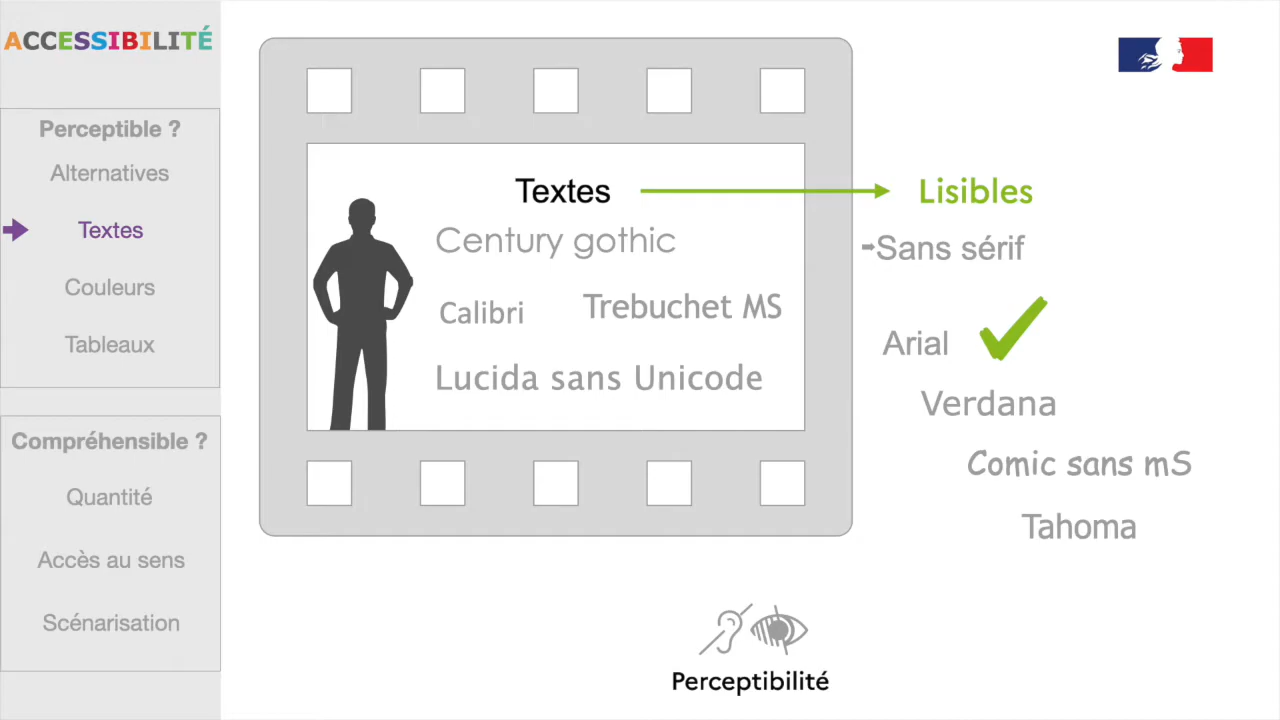 ACCESSIBILITÉ
Perceptible ?
Alternatives
Textes
Couleurs
Tableaux
Compréhensible ?
Quantité
Accès au sens
Scénarisation
Textes
Century gothic
Calibri
Trebuchet MS
Lucida sans Unicode
Lisibles
Sans sérif
Arial
Verdana
Comic sans mS
Tahoma
Perceptibilité